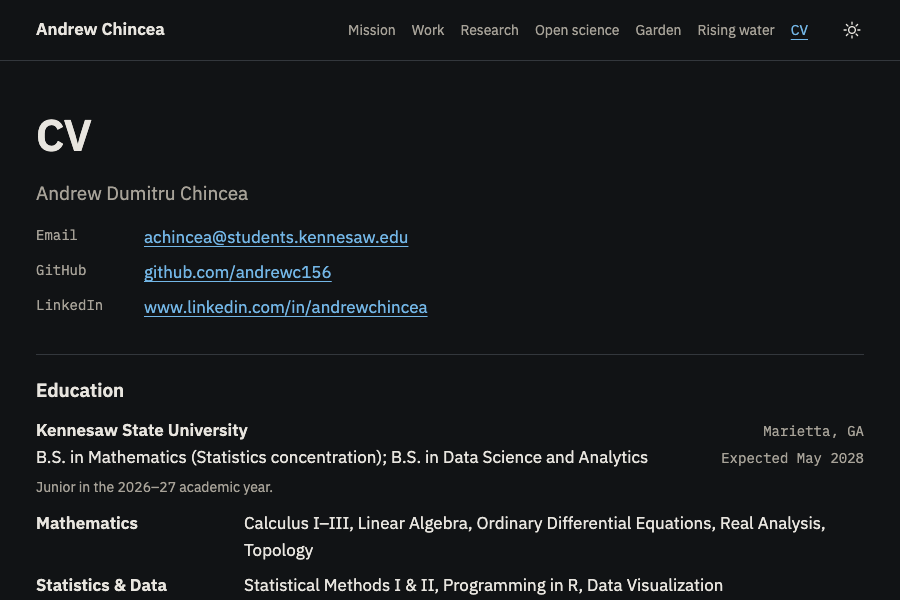 Andrew Chincea
Mission Work Research Open science Garden Rising water CV
CV
Andrew Dumitru Chincea
Email achincea@students.kennesaw.edu
GitHub github.com/andrewc156
LinkedIn www.linkedin.com/in/andrewchincea
Education
Kennesaw State University Marietta, GA
B.S. in Mathematics (Statistics concentration); B.S. in Data Science and Analytics Expected May 2028
Junior in the 2026–27 academic year.
Mathematics Calculus I–III, Linear Algebra, Ordinary Differential Equations, Real Analysis,
Topology
Statistics & Data Statistical Methods I & II, Programming in R, Data Visualization